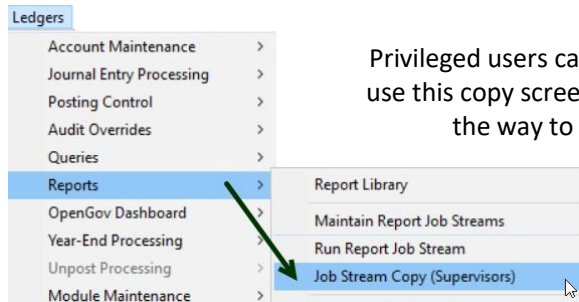 Ledgers
Account Maintenance
Journal Entry Processing
Posting Control
Audit Overrides
Queries
Reports
OpenGov Dashboard
Year-End Processing
Unpost Processing
Module Maintenance
Privileged users ca
use this copy scree
the way to
Report Library
Maintain Report Job Streams
Run Report Job Stream
Job Stream Copy (Supervisors)